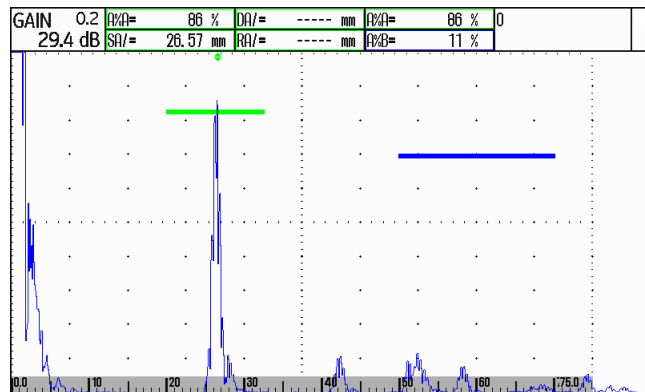 GAIN 0.2 A%A= 86 % DA/= ----- mm A%A= 86 % 0
29.4 dB SA/= 26.57 mm RA/= ----- mm A%B= 11 %
0.0 10 20 30 40 50 60 75.0